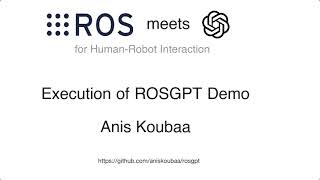 ROS meets
for Human-Robot Interaction
Execution of ROSGPT Demo
Anis Koubaa
https://github.com/aniskoubaa/rosgpt